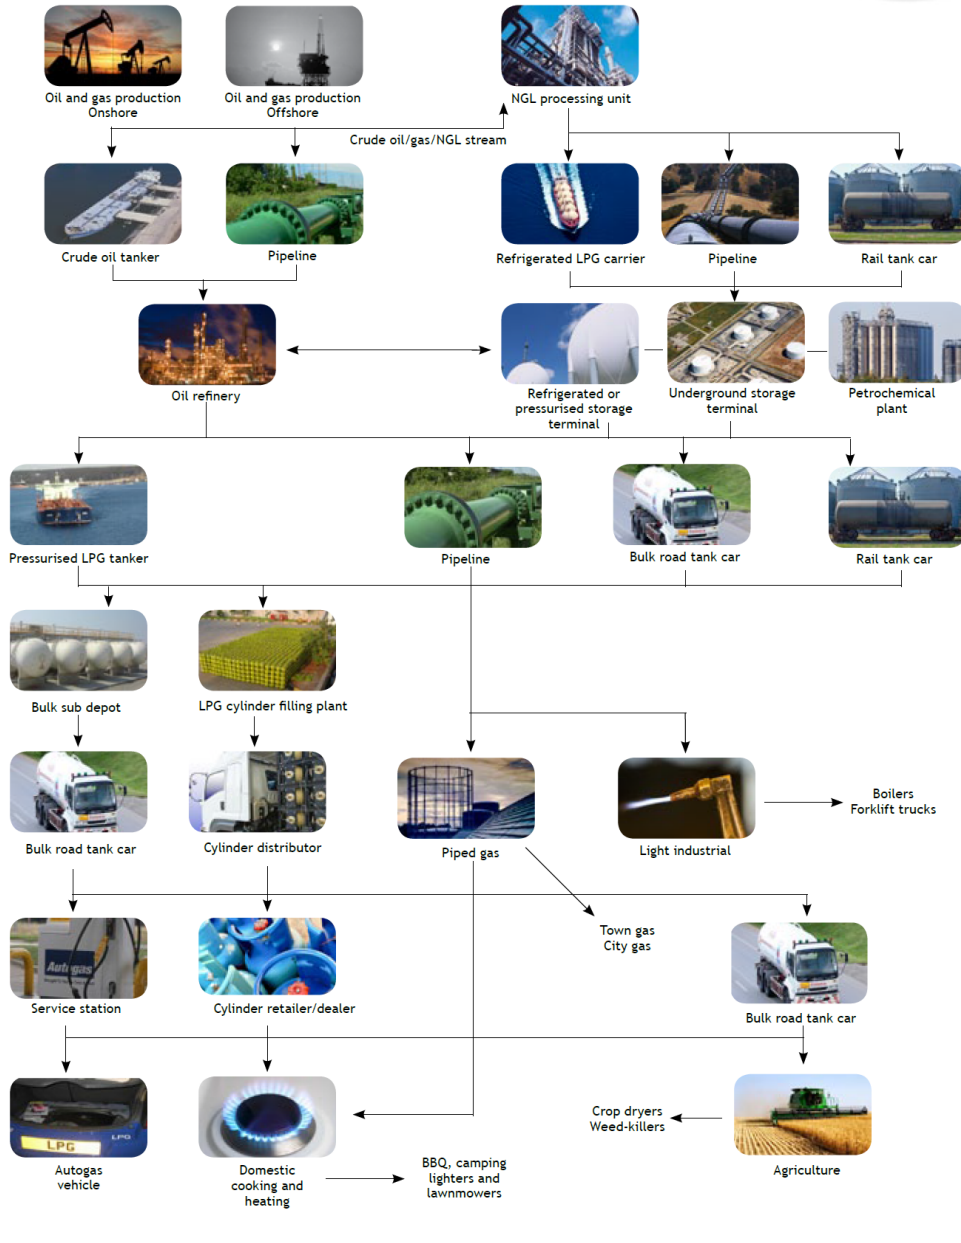 Oil and gas production
Onshore
Oil and gas production
Offshore
NGL processing unit
Crude oil/gas/NGL stream
Crude oil tanker
Pipeline
Refrigerated LPG carrier
Pipeline
Rail tank car
Oil refinery
Refrigerated or
pressurised storage
terminal
Underground storage
terminal
Petrochemical
plant
Pressurised LPG tanker
Pipeline
Bulk road tank car
Rail tank car
Bulk sub depot
LPG cylinder filling plant
Bulk road tank car
Cylinder distributor
Piped gas
Light industrial
Boilers
Forklift trucks
Town gas
City gas
Autogas
Service station
Cylinder retailer/dealer
Bulk road tank car
LPG
LPG
Autogas
vehicle
Domestic
cooking and
heating
BBQ, camping
lighters and
lawnmowers
Crop dryers
Weed-killers
Agriculture